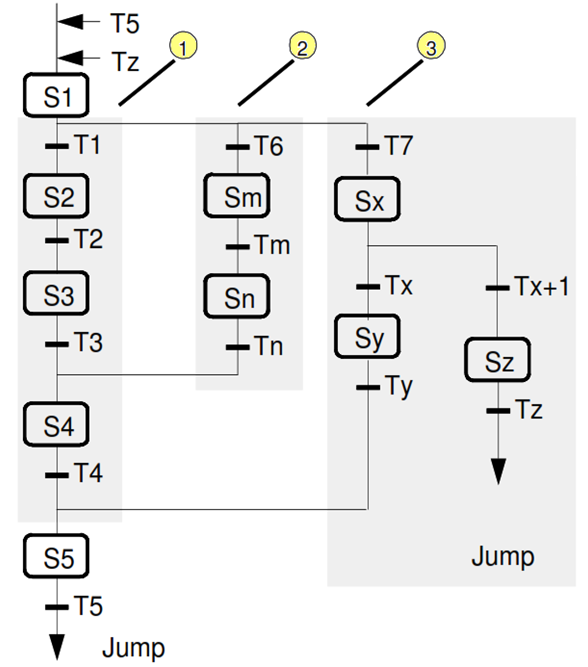 T5
Tz
1
2
3
S1
T1
T6
T7
S2
Sm
Sx
T2
Tm
S3
Sn
Tx
Tx+1
T3
Tn
Sy
Sz
Ty
Tz
S4
T4
S5
Jump
T5
Jump